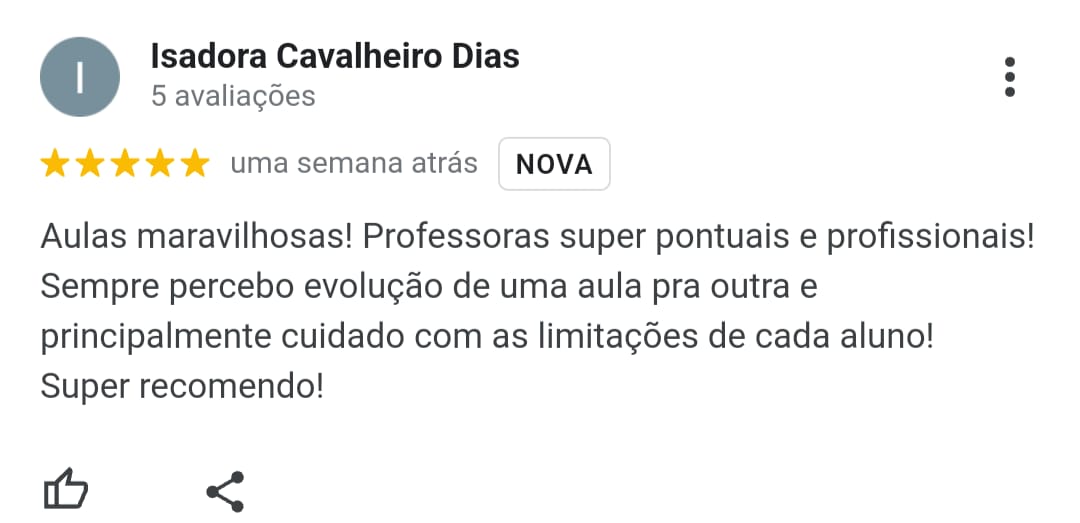 I
Isadora Cavalheiro Dias
5 avaliações
uma semana atrás NOVA
Aulas maravilhosas! Professoras super pontuais e profissionais!
Sempre percebo evolução de uma aula pra outra e
principalmente cuidado com as limitações de cada aluno!
Super recomendo!